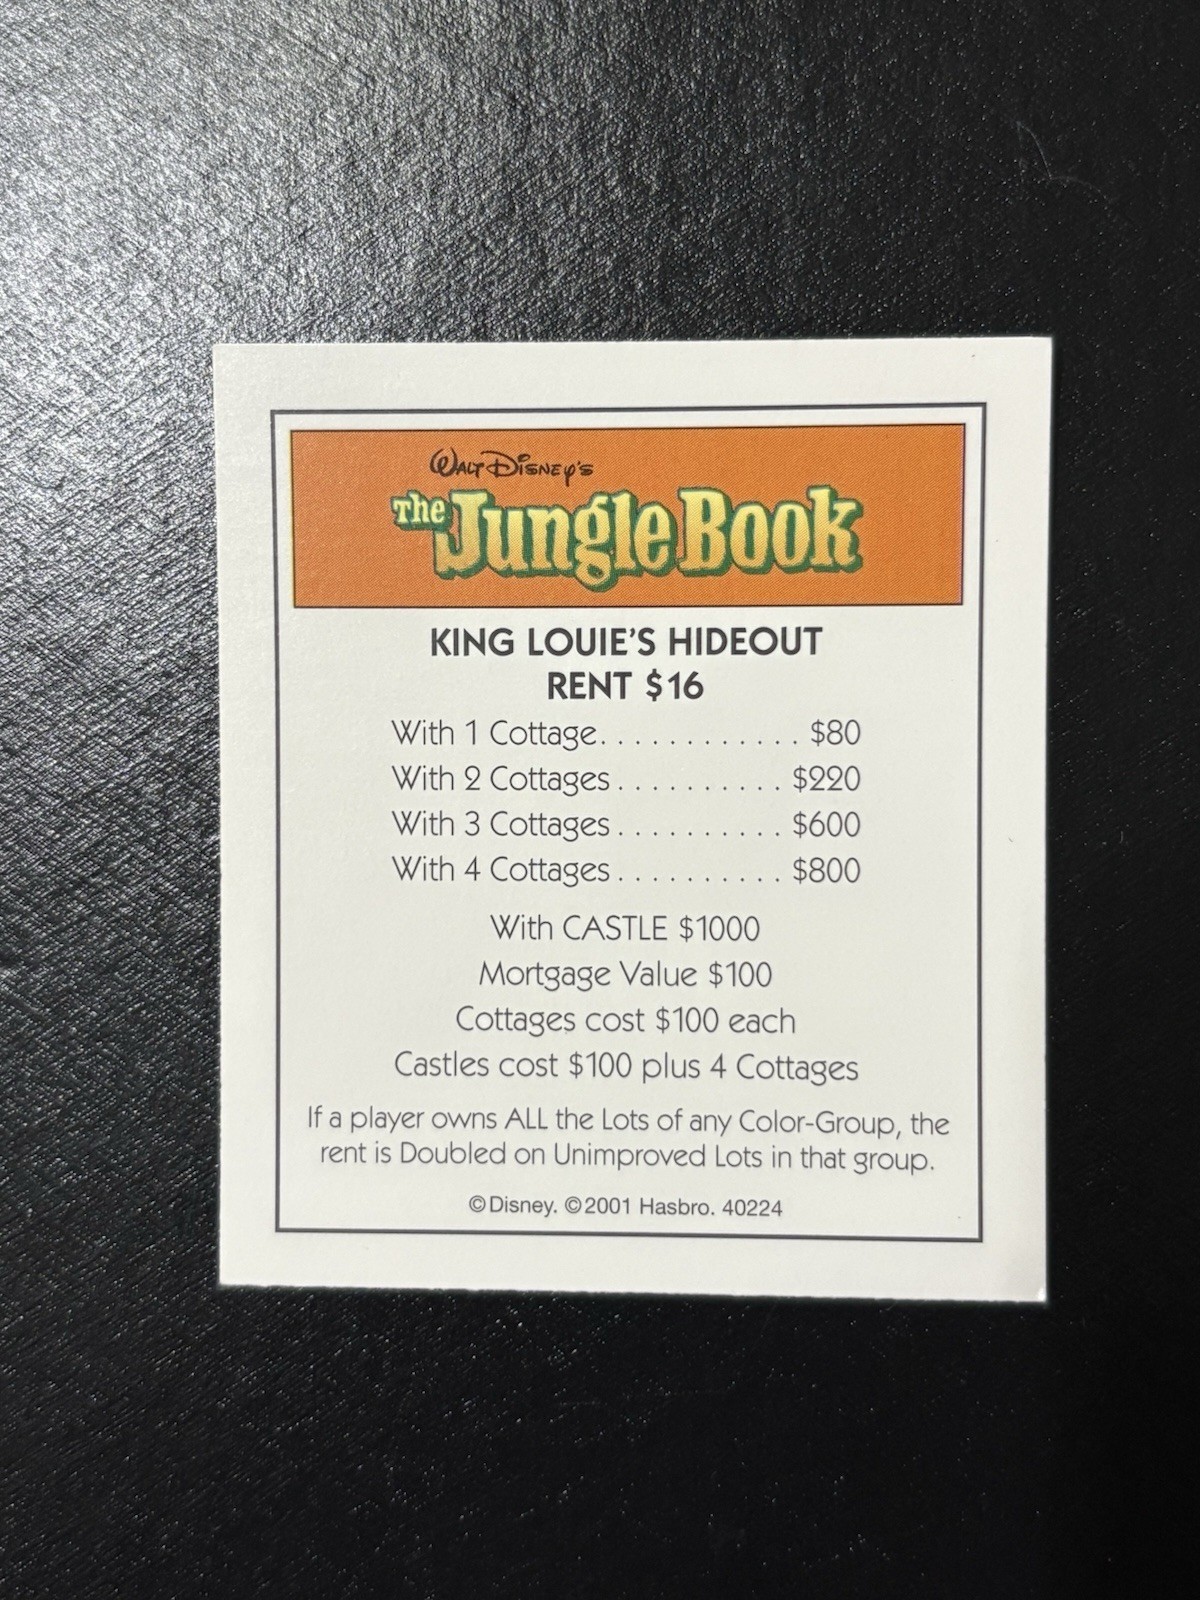 Walt Disney's
The Jungle Book
KING LOUIE'S HIDEOUT
RENT $16
With 1 Cottage............ $80
With 2 Cottages.......... $220
With 3 Cottages.......... $600
With 4 Cottages.......... $800
With CASTLE $1000
Mortgage Value $100
Cottages cost $100 each
Castles cost $100 plus 4 Cottages
If a player owns ALL the Lots of any Color-Group, the
rent is Doubled on Unimproved Lots in that group.
©Disney. ©2001 Hasbro. 40224